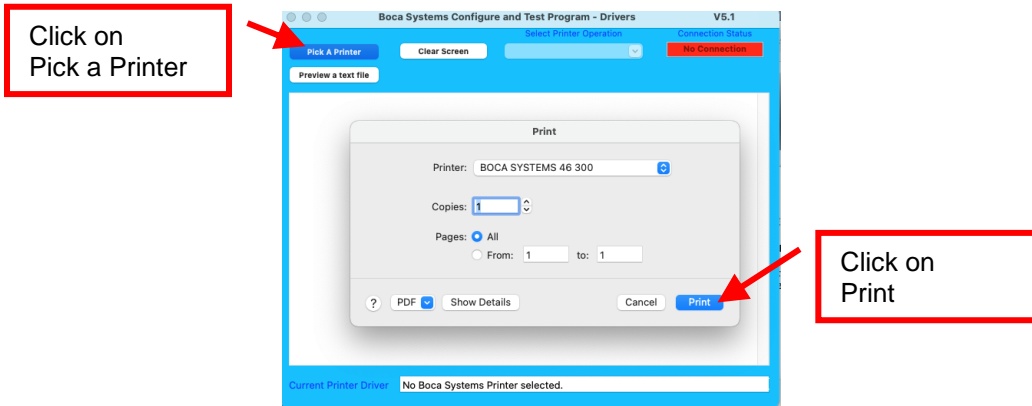 Click on
Pick a Printer
Boca Systems Configure and Test Program - Drivers V5.1
Select Printer Operation Connection Status
Pick A Printer Clear Screen No Connection
Preview a text file
Print
Printer: BOCA SYSTEMS 46 300
Copies: 1
Pages: All
From: 1 to: 1
? PDF Show Details Cancel Print
Click on
Print
Current Printer Driver No Boca Systems Printer selected.